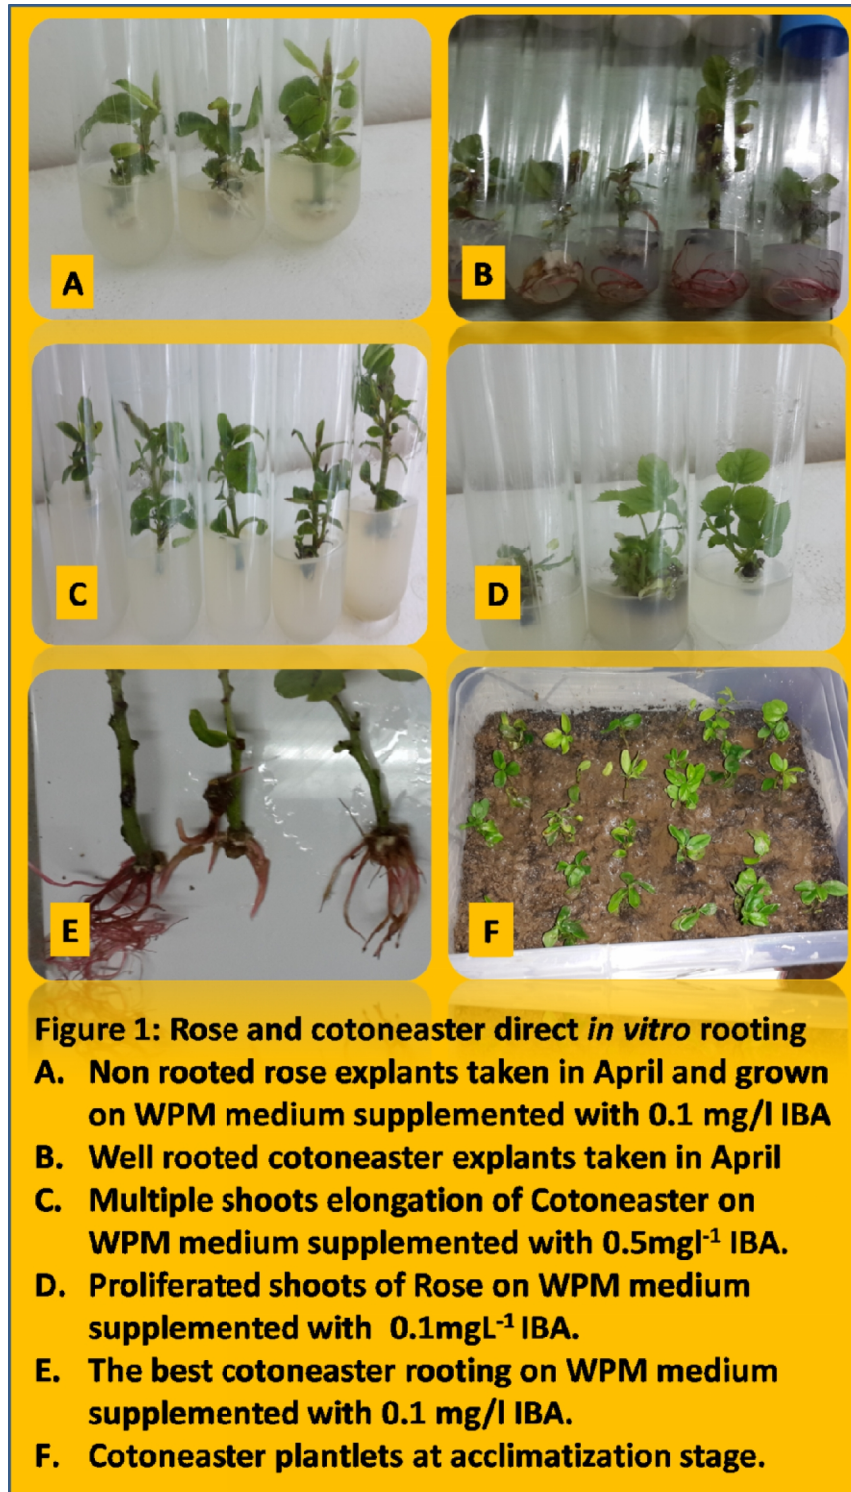 A
B
C
D
E
F
Figure 1: Rose and cotoneaster direct in vitro rooting
A. Non rooted rose explants taken in April and grown
on WPM medium supplemented with 0.1 mg/l IBA
B. Well rooted cotoneaster explants taken in April
C. Multiple shoots elongation of Cotoneaster on
WPM medium supplemented with 0.5mgl⁻¹ IBA.
D. Proliferated shoots of Rose on WPM medium
supplemented with 0.1mgL⁻¹ IBA.
E. The best cotoneaster rooting on WPM medium
supplemented with 0.1 mg/l IBA.
F. Cotoneaster plantlets at acclimatization stage.